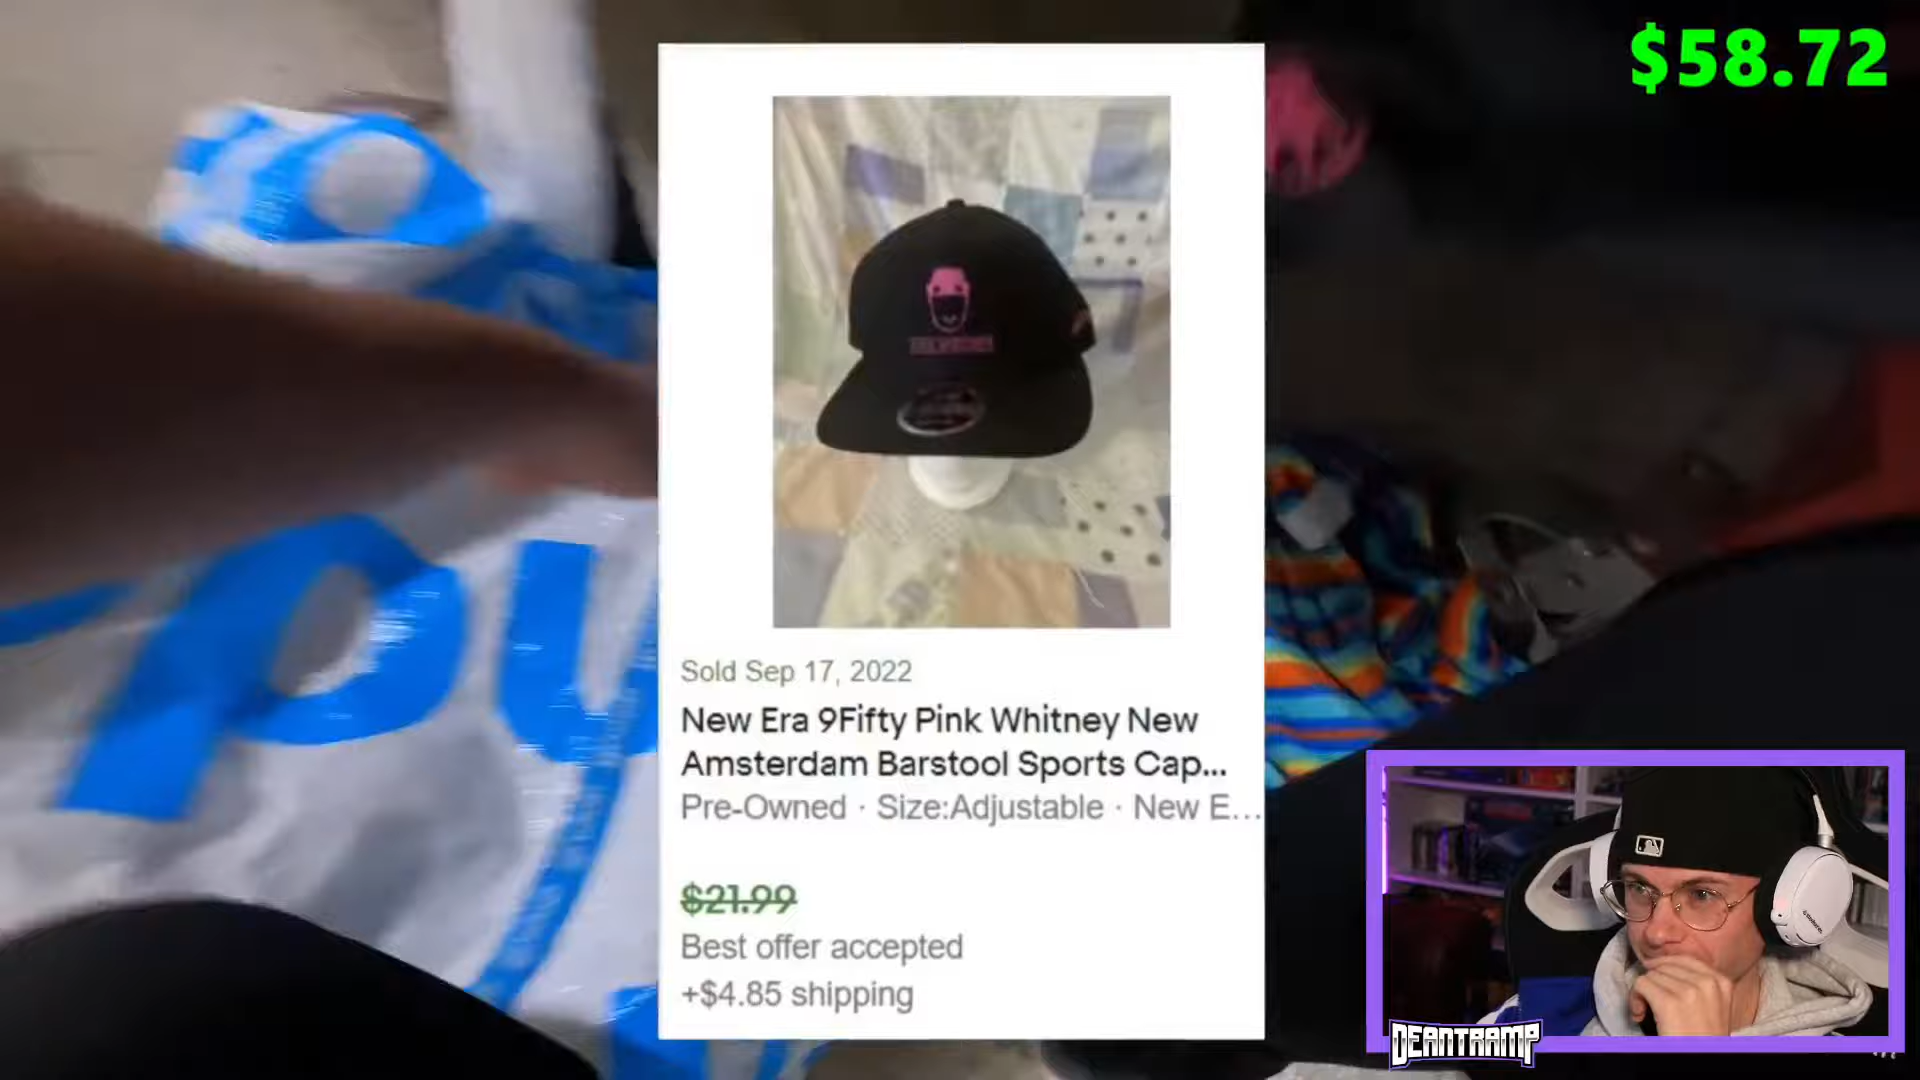 $58.72
pu
Sold Sep 17, 2022
New Era 9Fifty Pink Whitney New
Amsterdam Barstool Sports Cap...
Pre-Owned · Size:Adjustable · New E...
$21.99
Best offer accepted
+$4.85 shipping
DEANTRAMP